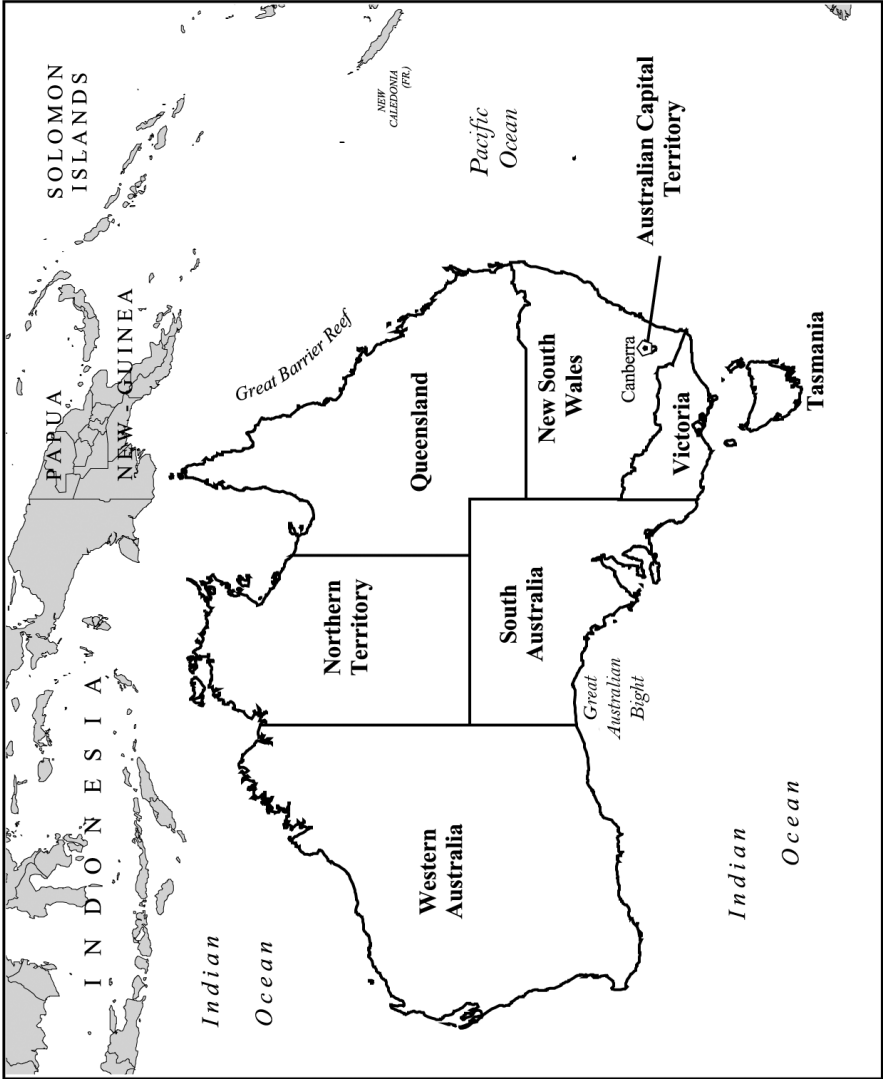 SOLOMON
ISLANDS
PAPUA
NEW-GUINEA
INDONESIA
NEW
CALEDONIA
(FR.)
Pacific
Ocean
Great Barrier Reef
Australian Capital
Territory
Queensland
New South
Wales
Canberra
Victoria
Tasmania
Northern
Territory
South
Australia
Great
Australian
Bight
Western
Australia
Indian
Ocean
Indian
Ocean